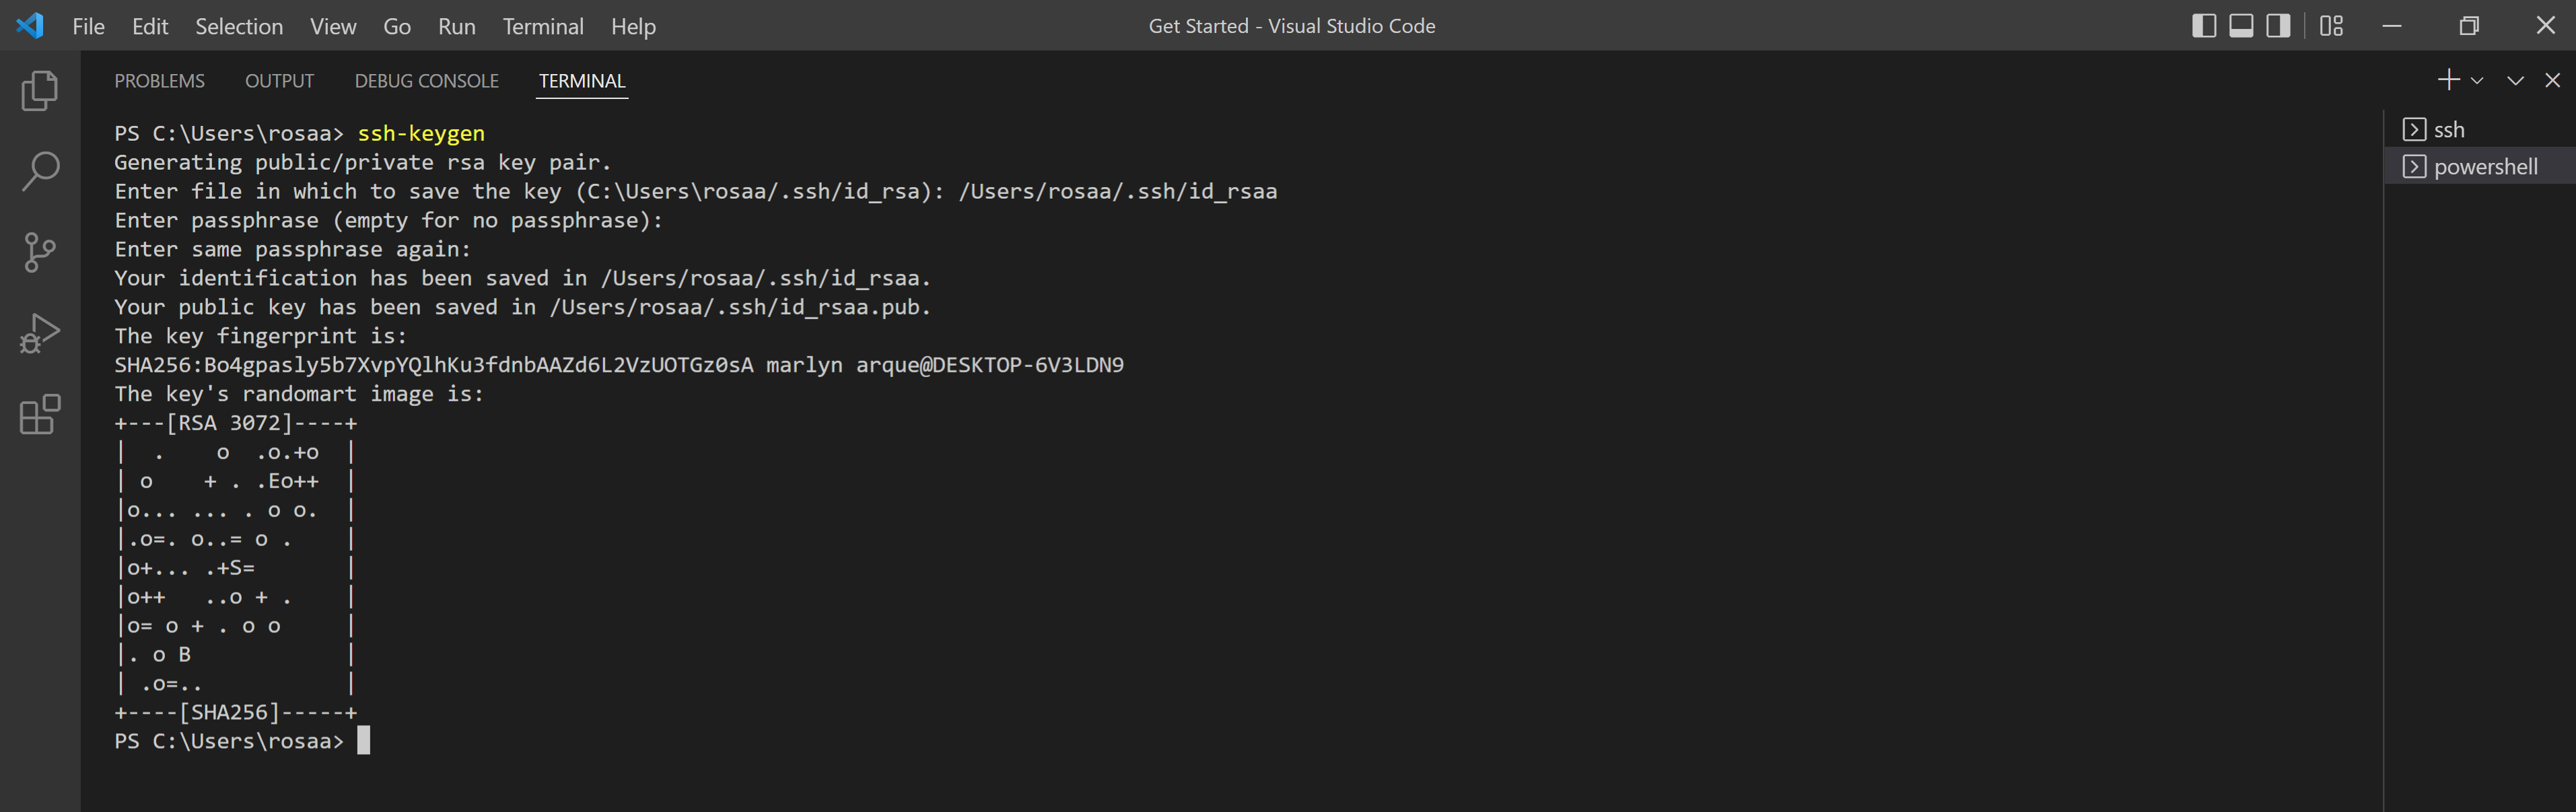 File Edit Selection View Go Run Terminal Help Get Started - Visual Studio Code
PROBLEMS OUTPUT DEBUG CONSOLE TERMINAL
PS C:\Users\rosaa> ssh-keygen
Generating public/private rsa key pair.
Enter file in which to save the key (C:\Users\rosaa/.ssh/id_rsa): /Users/rosaa/.ssh/id_rsaa
Enter passphrase (empty for no passphrase):
Enter same passphrase again:
Your identification has been saved in /Users/rosaa/.ssh/id_rsaa.
Your public key has been saved in /Users/rosaa/.ssh/id_rsaa.pub.
The key fingerprint is:
SHA256:Bo4gpasly5b7XvpYQlhKu3fdnbAAZd6L2VzUOTGz0sA marlyn arque@DESKTOP-6V3LDN9
The key's randomart image is:
+---[RSA 3072]----+
|  .    o  .o.+o  |
| o    + . .Eo++  |
|o... ... . o o.  |
|.o=. o..= o .    |
|o+... .+S=       |
|o++   ..o + .    |
|o= o + . o o     |
|. o B            |
| .o=..           |
+----[SHA256]-----+
PS C:\Users\rosaa>
ssh
powershell